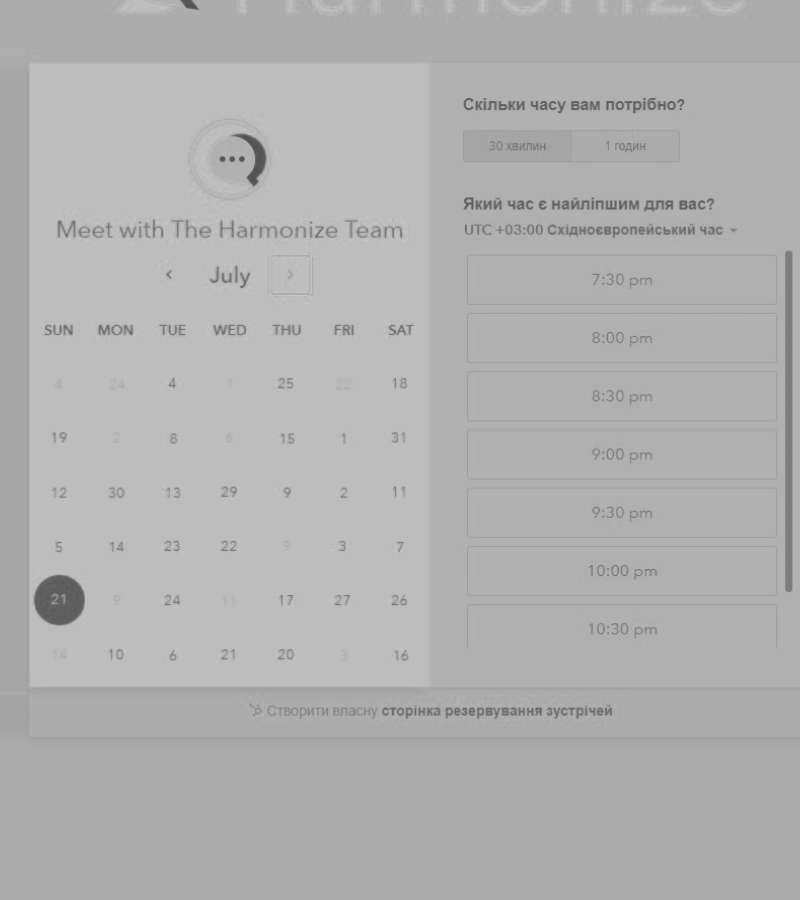 Harmonize
Meet with The Harmonize Team
‹ July ›
SUN MON TUE WED THU FRI SAT
4 24 4 1 25 22 18
19 2 8 6 15 1 31
12 30 13 29 9 2 11
5 14 23 22 9 3 7
21 9 24 11 17 27 26
14 10 6 21 20 3 16
Скільки часу вам потрібно?
30 хвилин 1 годин
Який час є найліпшим для вас?
UTC +03:00 Східноєвропейський час
7:30 pm
8:00 pm
8:30 pm
9:00 pm
9:30 pm
10:00 pm
10:30 pm
Створити власну сторінка резервування зустрічей